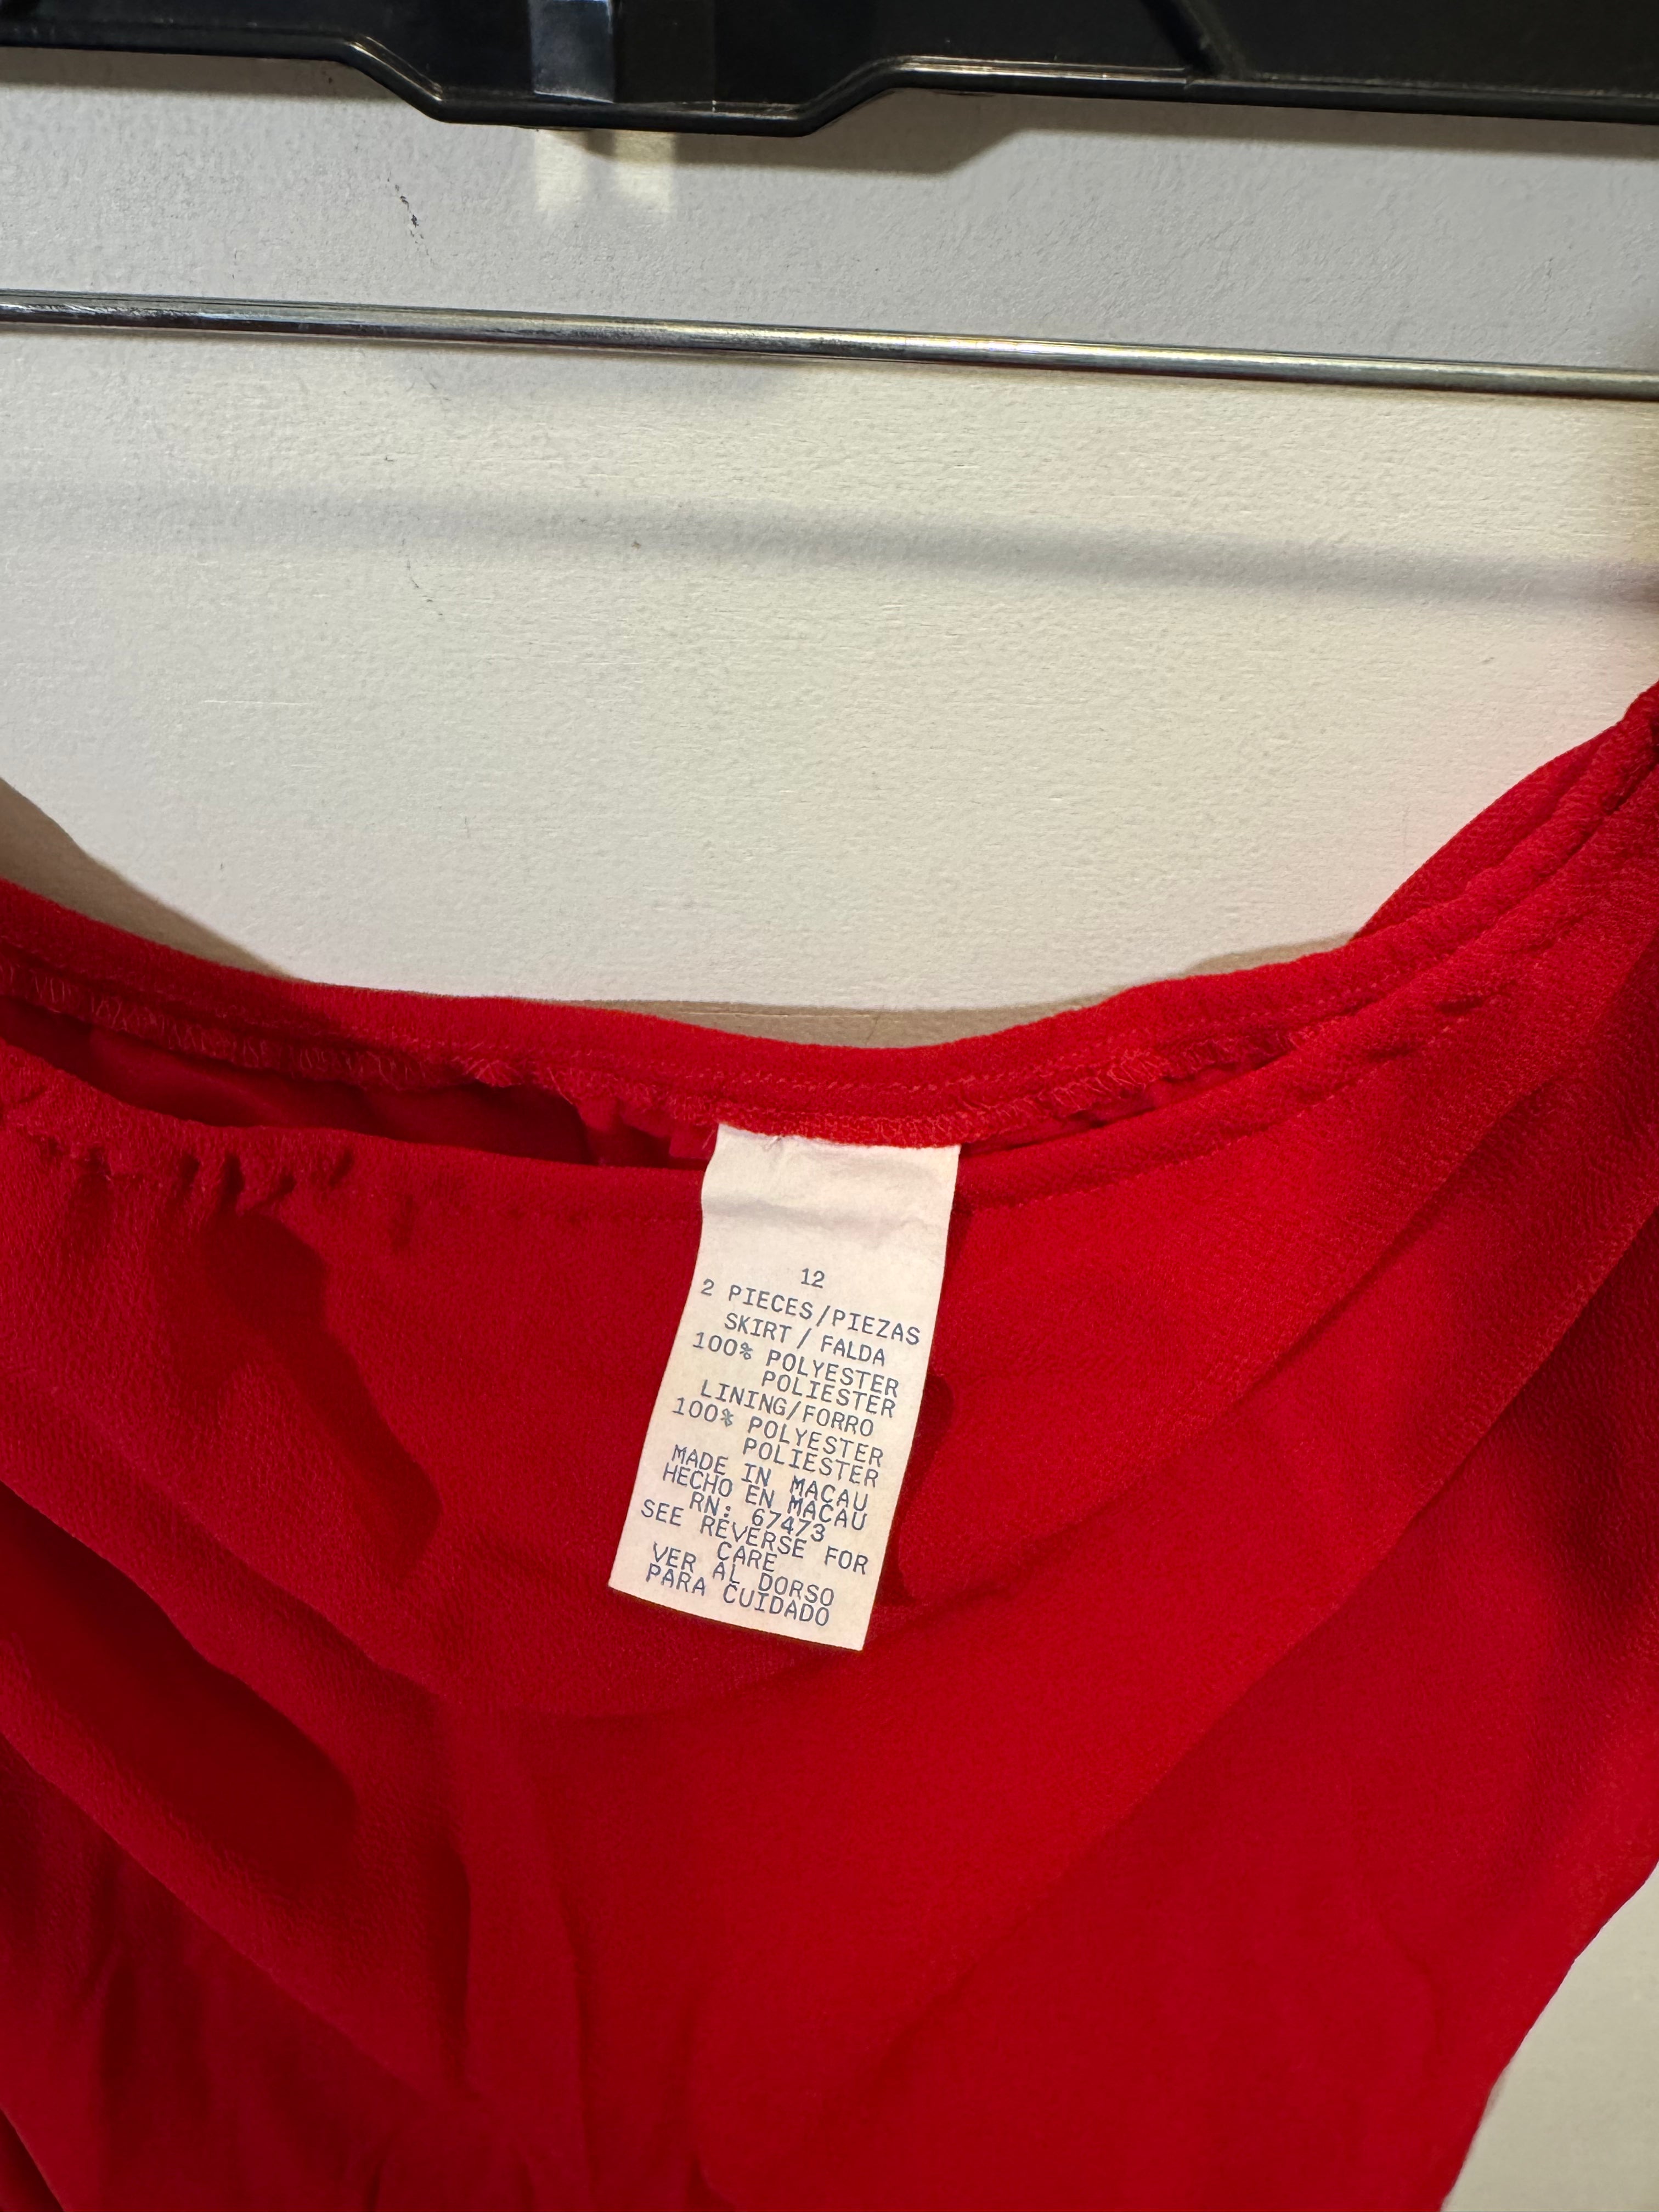 12
2 PIECES/PIEZAS
SKIRT/FALDA
100% POLYESTER
POLIESTER
LINING/FORRO
100% POLYESTER
POLIESTER
MADE IN MACAU
HECHO EN MACAU
RN: 67473
SEE REVERSE FOR
CARE
VER AL DORSO
PARA CUIDADO